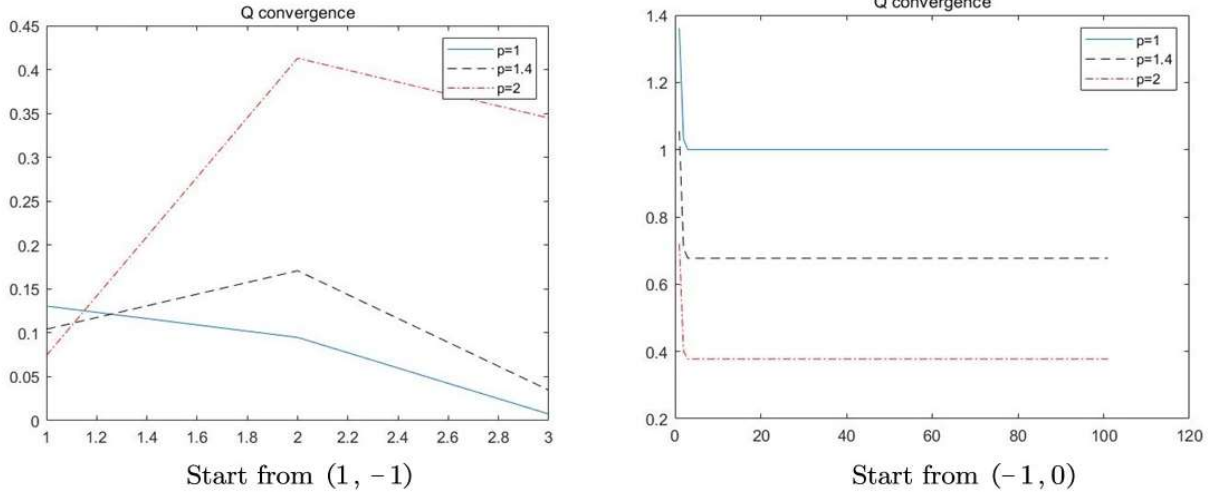 Q convergence
0.45
0.4
0.35
0.3
0.25
0.2
0.15
0.1
0.05
0
p=1
p=1.4
p=2
1 1.2 1.4 1.6 1.8 2 2.2 2.4 2.6 2.8 3
Start from (1, −1)
Q convergence
1.4
1.2
1
0.8
0.6
0.4
0.2
p=1
p=1.4
p=2
0 20 40 60 80 100 120
Start from (−1, 0)